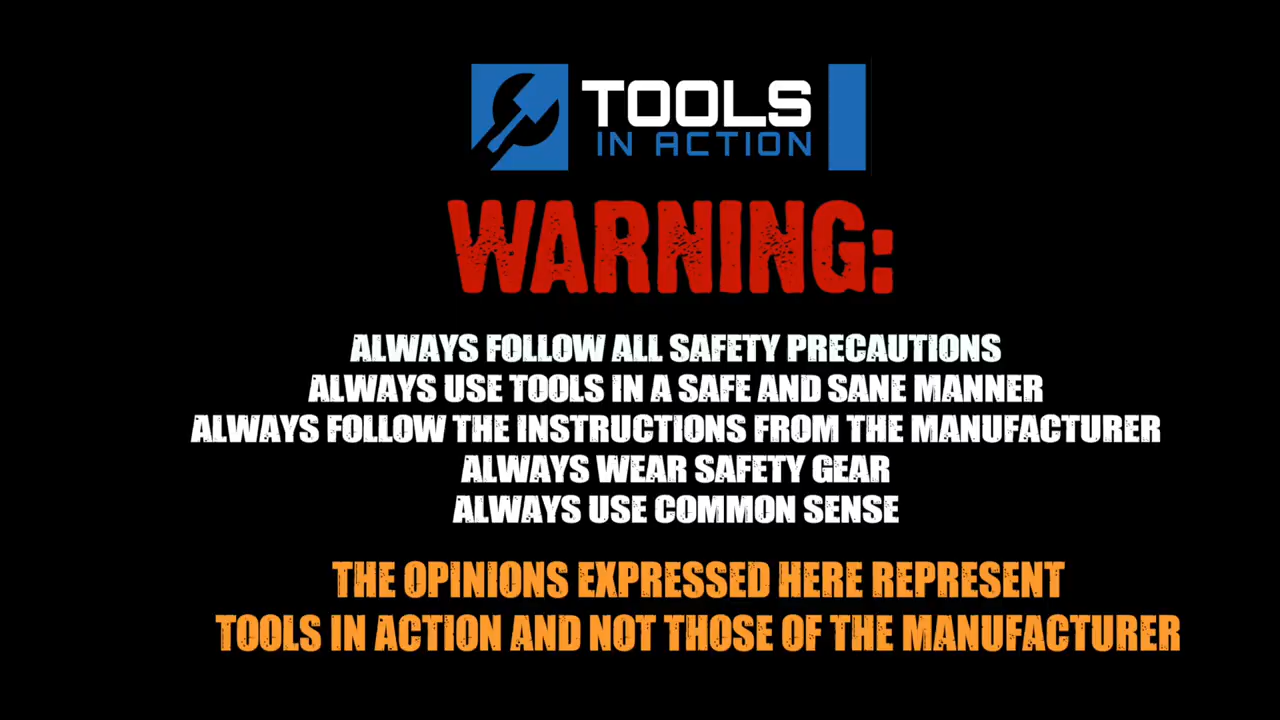 TOOLS
IN ACTION
WARNING:
ALWAYS FOLLOW ALL SAFETY PRECAUTIONS
ALWAYS USE TOOLS IN A SAFE AND SANE MANNER
ALWAYS FOLLOW THE INSTRUCTIONS FROM THE MANUFACTURER
ALWAYS WEAR SAFETY GEAR
ALWAYS USE COMMON SENSE
THE OPINIONS EXPRESSED HERE REPRESENT
TOOLS IN ACTION AND NOT THOSE OF THE MANUFACTURER